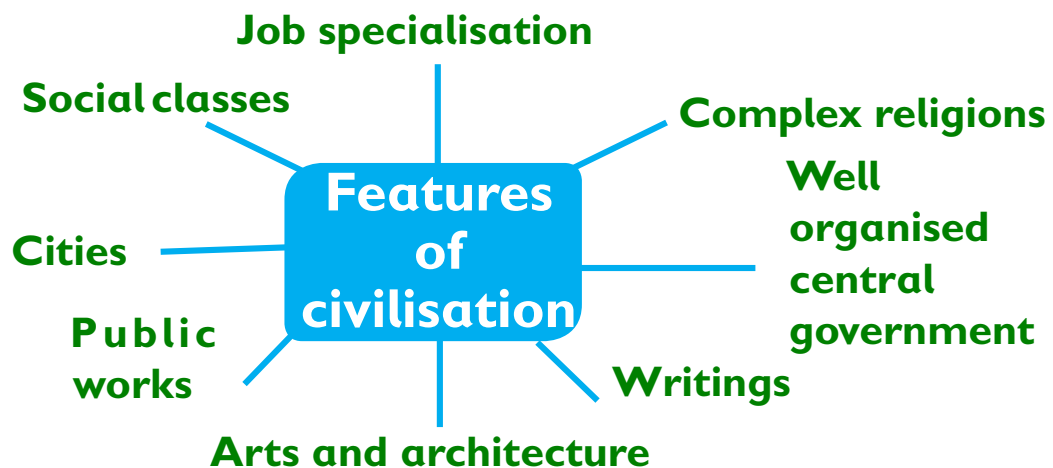 Job specialisation
Social classes
Complex religions
Features
of
civilisation
Well
organised
central
government
Cities
Public
works
Writings
Arts and architecture